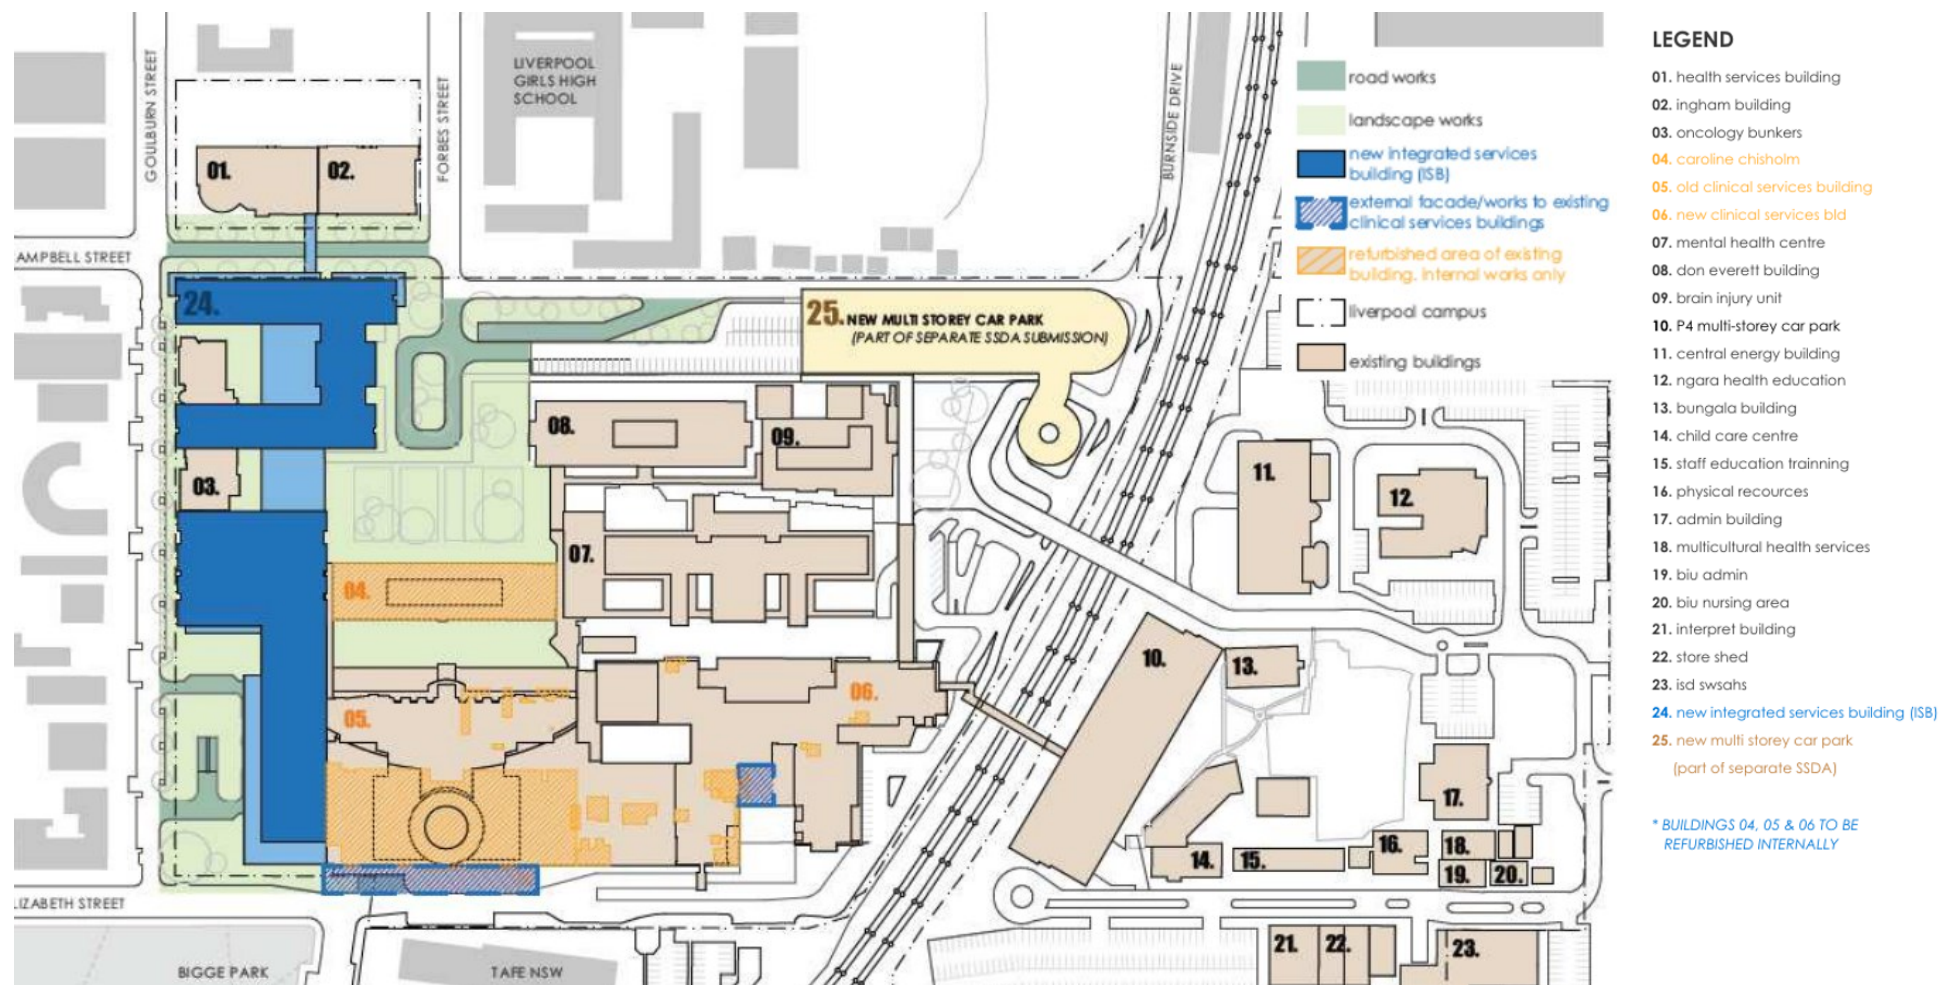 GOULBURN STREET
FORBES STREET
LIVERPOOL
GIRLS HIGH
SCHOOL
BURNSIDE DRIVE
AMPBELL STREET
LIZABETH STREET
BIGGE PARK
TAFE NSW
01.
02.
24.
03.
04.
05.
06.
07.
08.
09.
25. NEW MULTI STOREY CAR PARK
(PART OF SEPARATE SSDA SUBMISSION)
10.
11.
12.
13.
14.
15.
16.
17.
18.
19.
20.
21.
22.
23.
road works
landscape works
new integrated services
building (ISB)
external facade/works to existing
clinical services buildings
refurbished area of existing
building. Internal works only
liverpool campus
existing buildings
LEGEND
01. health services building
02. ingham building
03. oncology bunkers
04. caroline chisholm
05. old clinical services building
06. new clinical services bld
07. mental health centre
08. don everett building
09. brain injury unit
10. P4 multi-storey car park
11. central energy building
12. ngara health education
13. bungala building
14. child care centre
15. staff education trainning
16. physical recources
17. admin building
18. multicultural health services
19. biu admin
20. biu nursing area
21. interpret building
22. store shed
23. isd swsahs
24. new integrated services building (ISB)
25. new multi storey car park
(part of separate SSDA)
* BUILDINGS 04, 05 & 06 TO BE
REFURBISHED INTERNALLY